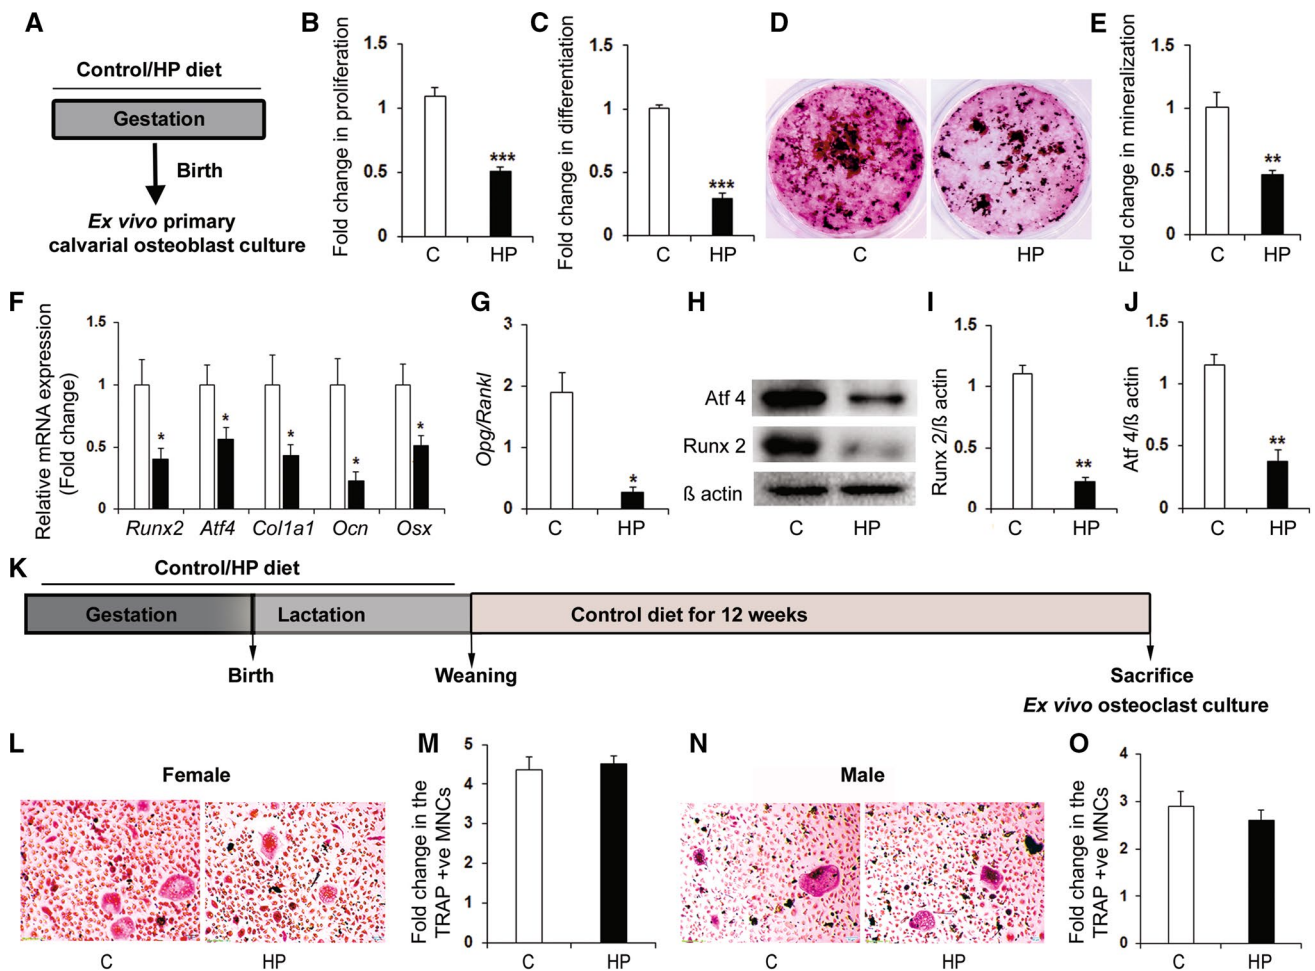 A
Control/HP diet
Gestation
Birth
Ex vivo primary
calvarial osteoblast culture
B
Fold change in proliferation
1.5
1
0.5
0
***
C
HP
C
Fold change in differentiation
1.5
1
0.5
0
***
C
HP
D
C
HP
E
Fold change in mineralization
1.5
1
0.5
0
**
C
HP
F
Relative mRNA expression
(Fold change)
1.5
1
0.5
0
*
*
*
*
*
Runx2
Atf4
Col1a1
Ocn
Osx
G
Opg/Rankl
3
2
1
0
*
C
HP
H
Atf 4
Runx 2
ß actin
C
HP
I
Runx 2/ß actin
1.5
1
0.5
0
**
C
HP
J
Atf 4/ß actin
1.5
1
0.5
0
**
C
HP
K
Control/HP diet
Gestation
Lactation
Control diet for 12 weeks
Birth
Weaning
Sacrifice
Ex vivo osteoclast culture
L
Female
C
HP
M
Fold change in the
TRAP +ve MNCs
5
4
3
2
1
0
C
HP
N
Male
C
HP
O
Fold change in the
TRAP +ve MNCs
4
3
2
1
0
C
HP